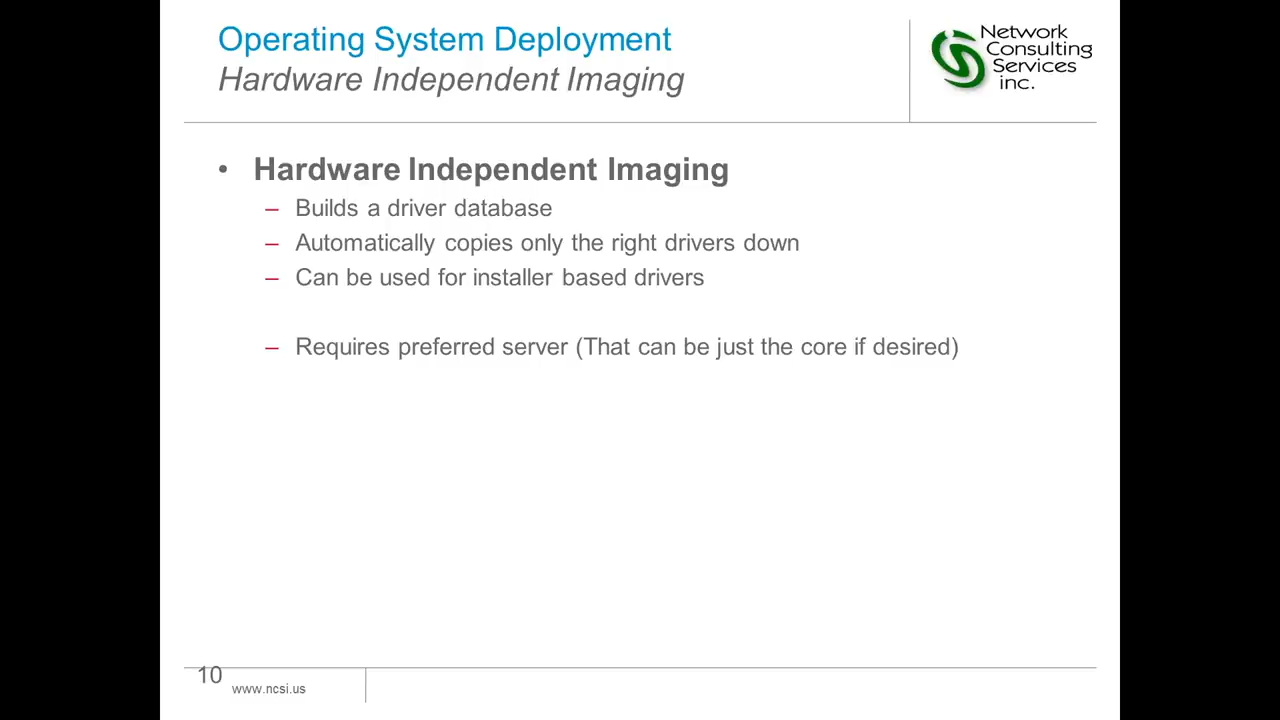 Operating System Deployment
Hardware Independent Imaging
Network
Consulting
Services
inc.
• Hardware Independent Imaging
– Builds a driver database
– Automatically copies only the right drivers down
– Can be used for installer based drivers
– Requires preferred server (That can be just the core if desired)
10
www.ncsi.us